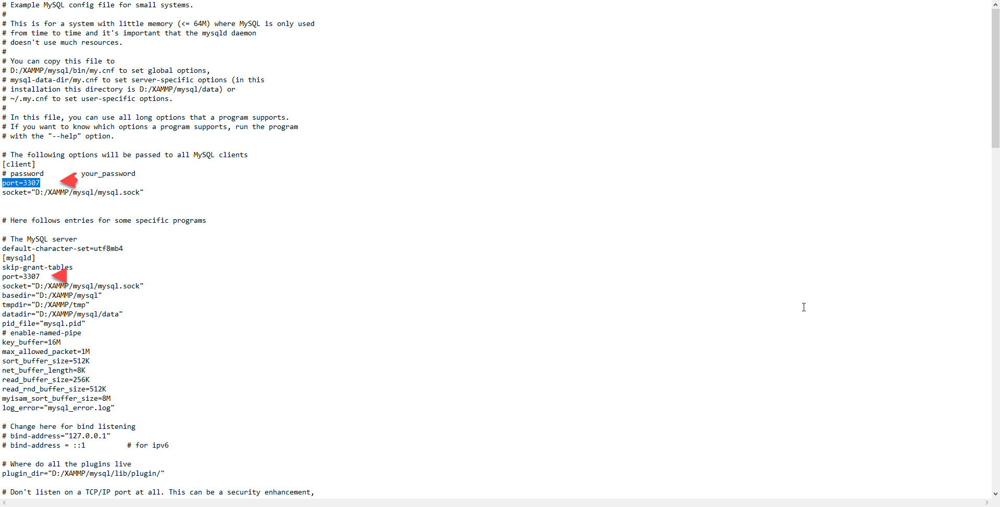 # Example MySQL config file for small systems.
#
# This is for a system with little memory (<= 64M) where MySQL is only used
# from time to time and it's important that the mysqld daemon
# doesn't use much resources.
#
# You can copy this file to
# D:/XAMMP/mysql/bin/my.cnf to set global options,
# mysql-data-dir/my.cnf to set server-specific options (in this
# installation this directory is D:/XAMMP/mysql/data) or
# ~/.my.cnf to set user-specific options.
#
# In this file, you can use all long options that a program supports.
# If you want to know which options a program supports, run the program
# with the "--help" option.

# The following options will be passed to all MySQL clients
[client]
# password       = your_password
port=3307
socket="D:/XAMMP/mysql/mysql.sock"


# Here follows entries for some specific programs

# The MySQL server
default-character-set=utf8mb4
[mysqld]
skip-grant-tables
port=3307
socket="D:/XAMMP/mysql/mysql.sock"
basedir="D:/XAMMP/mysql"
tmpdir="D:/XAMMP/tmp"
datadir="D:/XAMMP/mysql/data"
pid_file="mysql.pid"
# enable-named-pipe
key_buffer=16M
max_allowed_packet=1M
sort_buffer_size=512K
net_buffer_length=8K
read_buffer_size=256K
read_rnd_buffer_size=512K
myisam_sort_buffer_size=8M
log_error="mysql_error.log"

# Change here for bind listening
# bind-address="127.0.0.1"
# bind-address = ::1          # for ipv6

# Where do all the plugins live
plugin_dir="D:/XAMMP/mysql/lib/plugin/"

# Don't listen on a TCP/IP port at all. This can be a security enhancement,